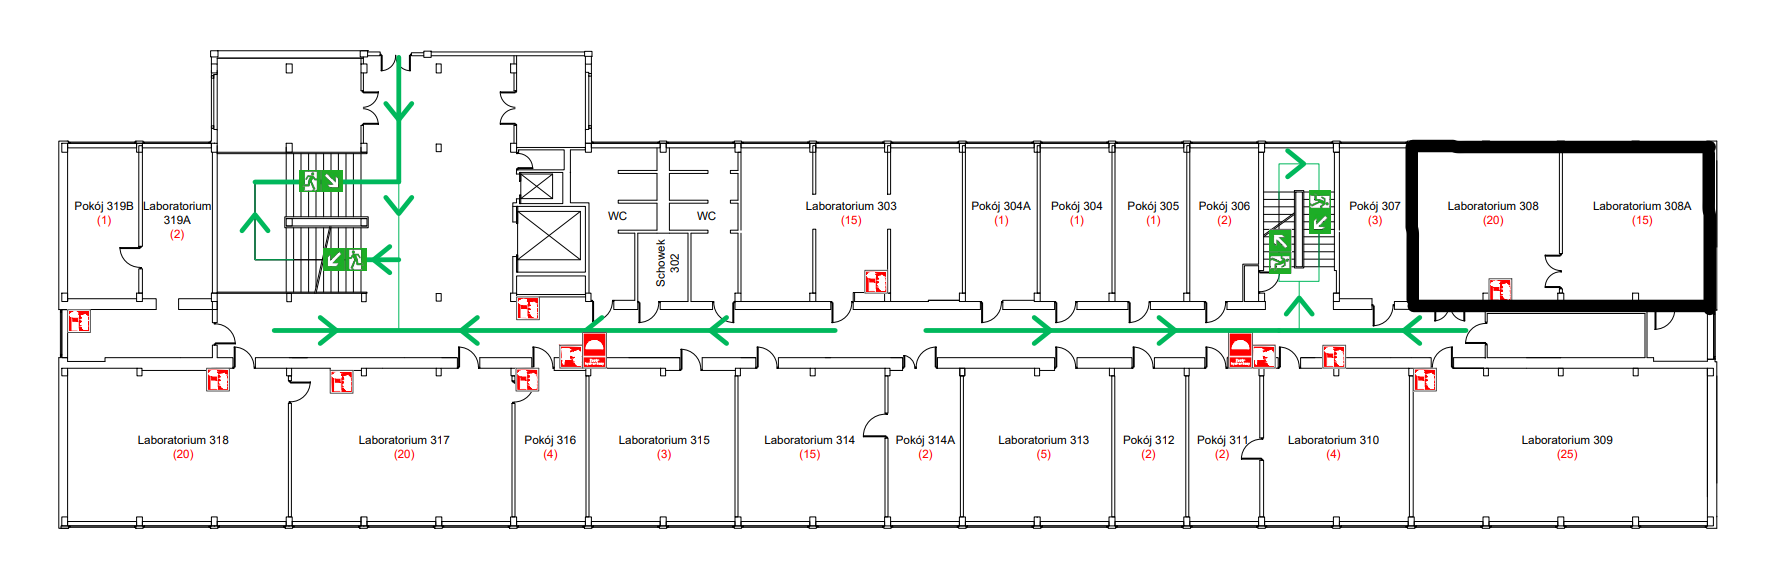 Pokój 319B
(1)
Laboratorium
319A
(2)
WC
WC
Schowek
302
Laboratorium 303
(15)
Pokój 304A
(1)
Pokój 304
(1)
Pokój 305
(1)
Pokój 306
(2)
Pokój 307
(3)
Laboratorium 308
(20)
Laboratorium 308A
(15)
Laboratorium 318
(20)
Laboratorium 317
(20)
Pokój 316
(4)
Laboratorium 315
(3)
Laboratorium 314
(15)
Pokój 314A
(2)
Laboratorium 313
(5)
Pokój 312
(2)
Pokój 311
(2)
Laboratorium 310
(4)
Laboratorium 309
(25)